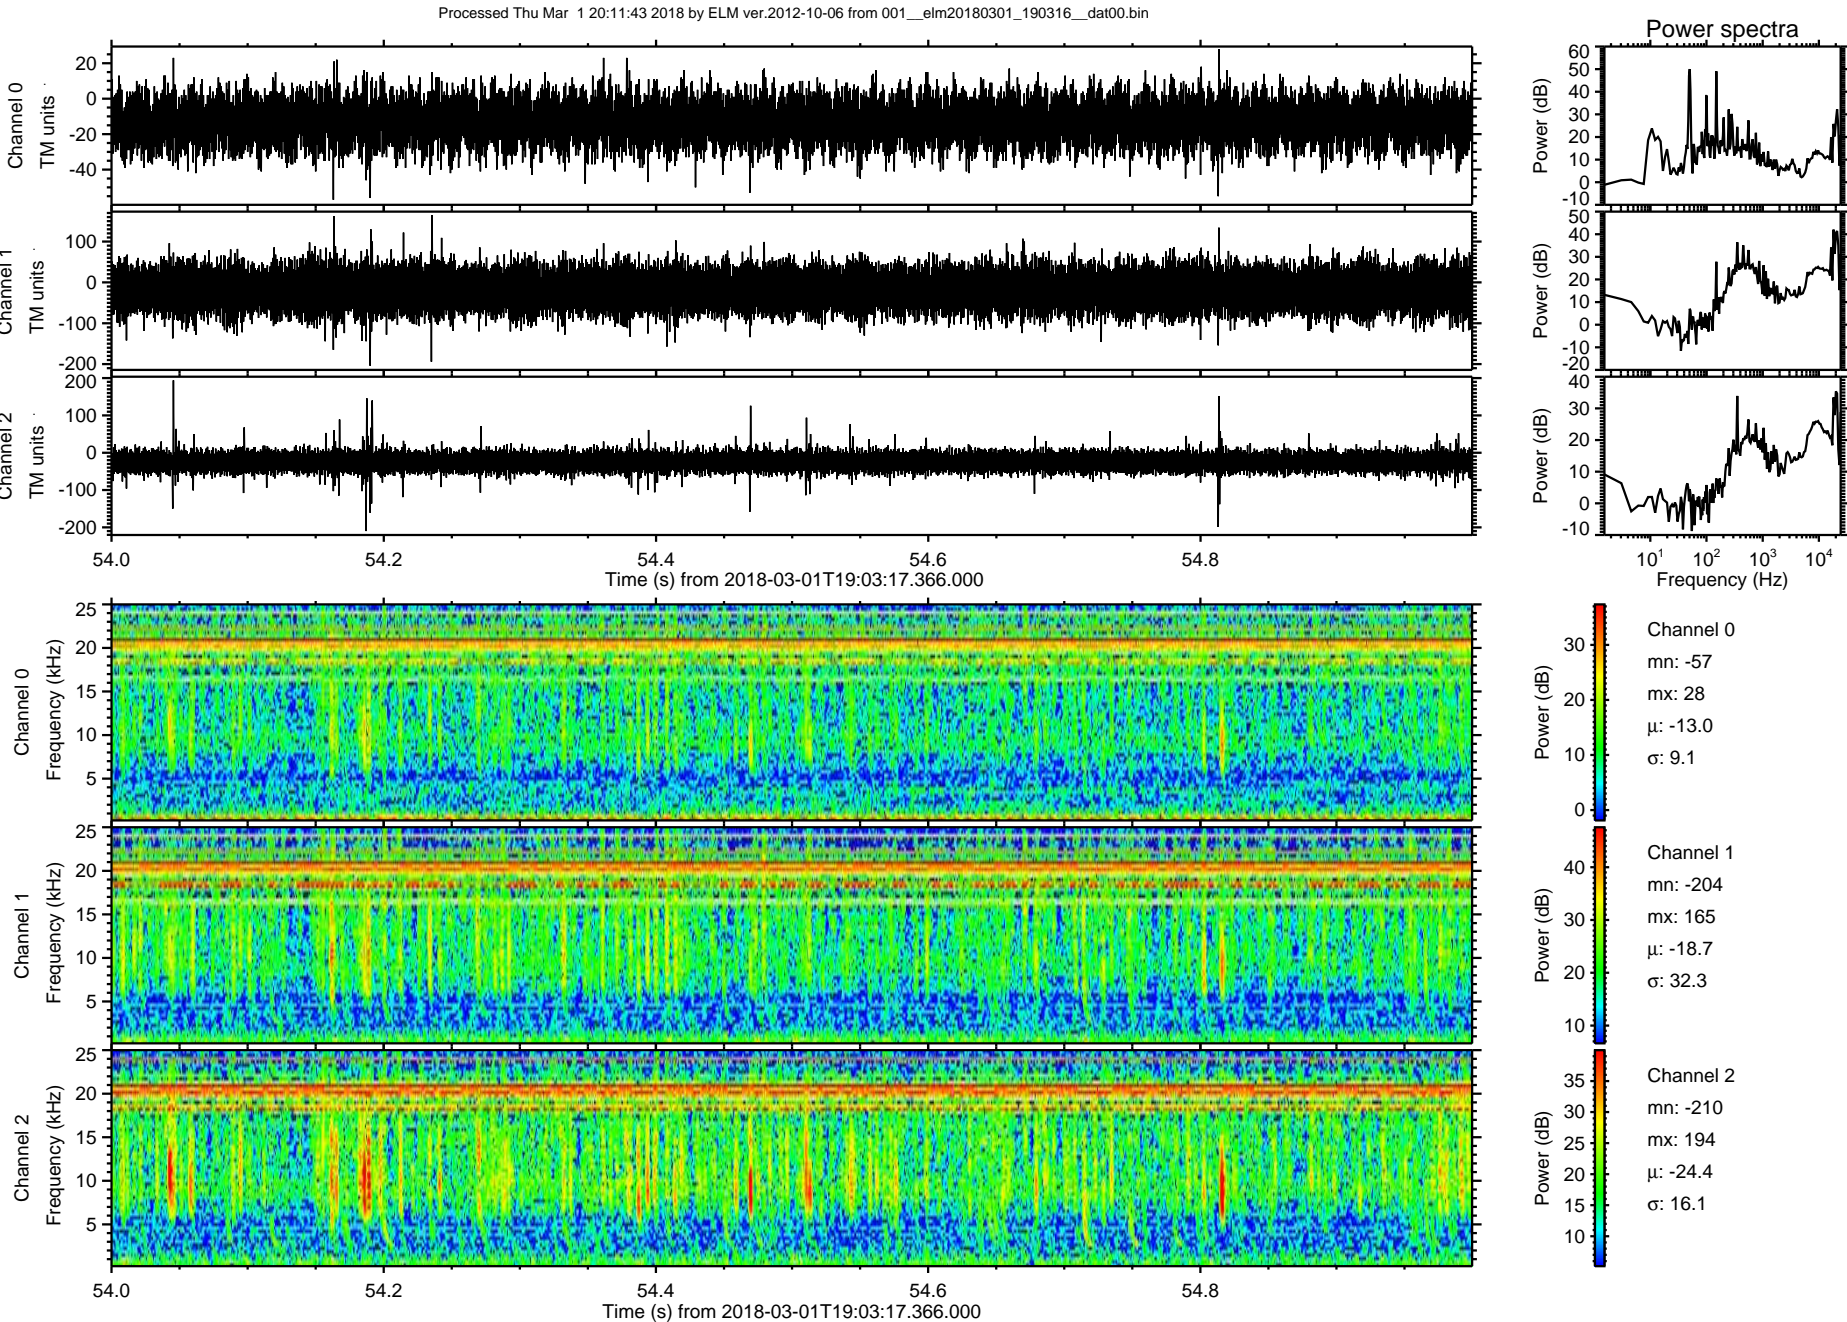 Processed Thu Mar  1 20:11:43 2018 by ELM ver.2012-10-06 from 001__elm20180301_190316__dat00.bin
Power spectra
Channel 0
TM units
20
0
-20
-40
Power (dB)
60
50
40
30
20
10
0
-10
Channel 1
TM units
100
0
-100
-200
Power (dB)
50
40
30
20
10
0
-10
-20
Channel 2
TM units
200
100
0
-100
-200
Power (dB)
40
30
20
10
0
-10
54.0 54.2 54.4 54.6 54.8
Time (s) from 2018-03-01T19:03:17.366.000
10^1 10^2 10^3 10^4
Frequency (Hz)
Channel 0
Frequency (kHz)
25
20
15
10
5
Power (dB)
30
20
10
0
Channel 0
mn: -57
mx: 28
μ: -13.0
σ: 9.1
Channel 1
Frequency (kHz)
25
20
15
10
5
Power (dB)
40
30
20
10
Channel 1
mn: -204
mx: 165
μ: -18.7
σ: 32.3
Channel 2
Frequency (kHz)
25
20
15
10
5
Power (dB)
35
30
25
20
15
10
Channel 2
mn: -210
mx: 194
μ: -24.4
σ: 16.1
54.0 54.2 54.4 54.6 54.8
Time (s) from 2018-03-01T19:03:17.366.000